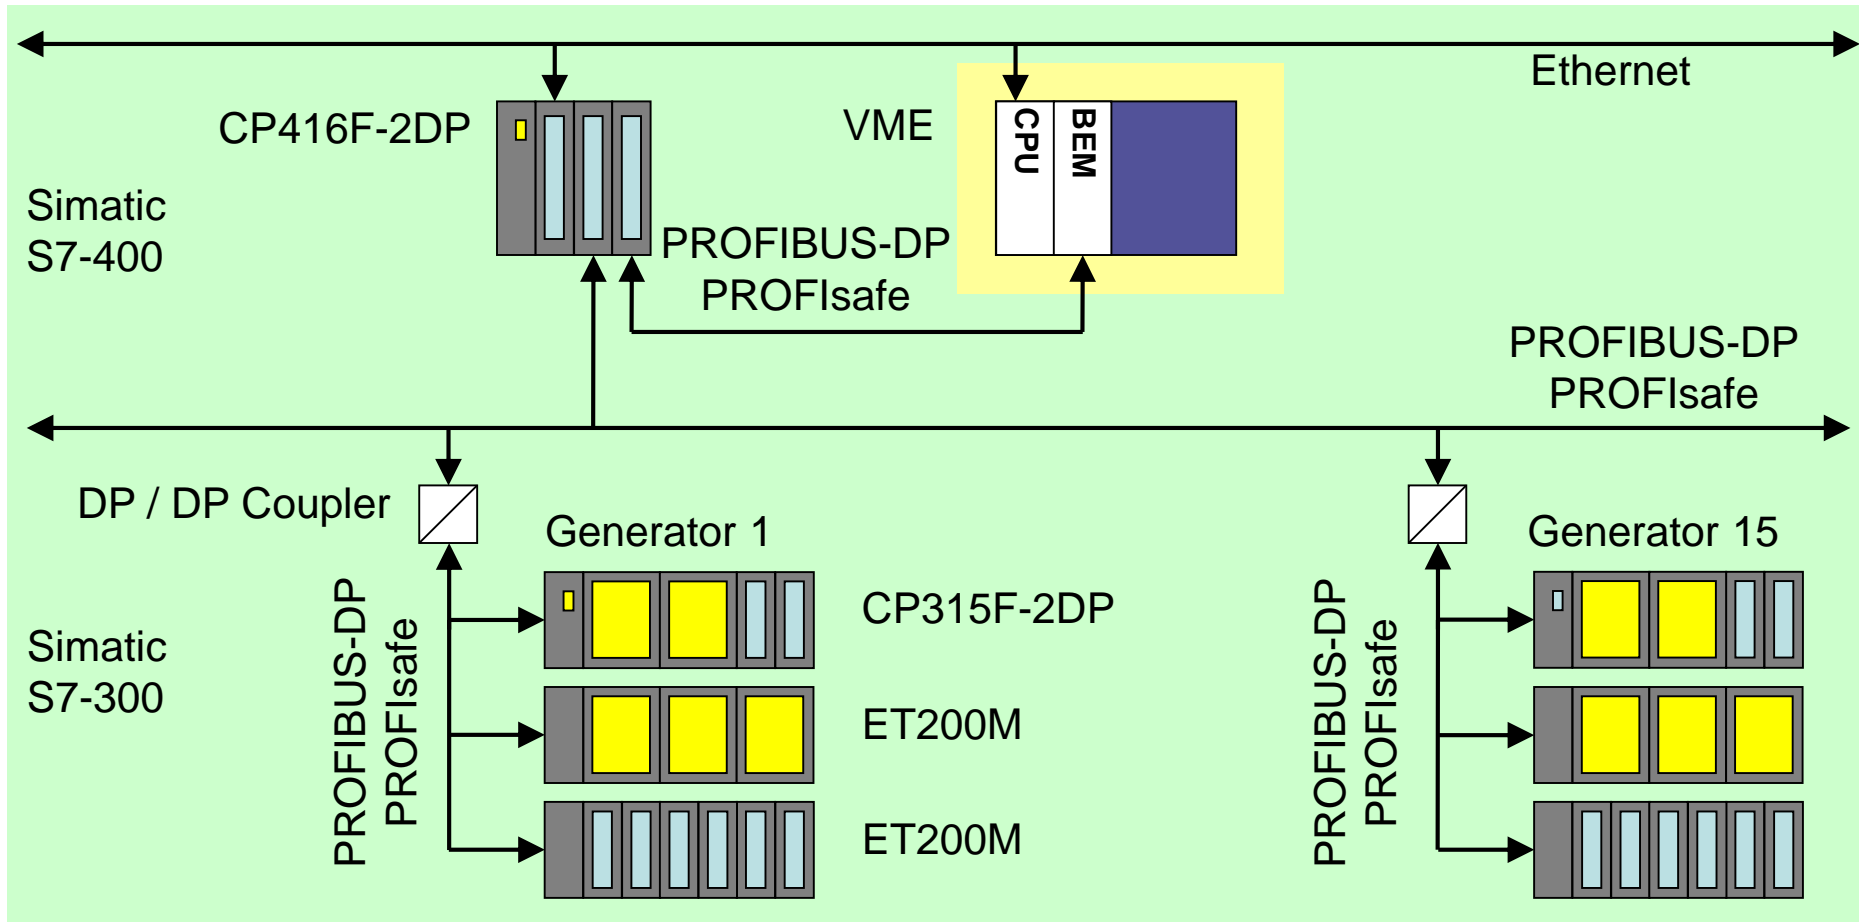 Ethernet
CP416F-2DP
VME
CPU
BEM
Simatic
S7-400
PROFIBUS-DP
PROFIsafe
PROFIBUS-DP
PROFIsafe
DP / DP Coupler
Generator 1
Generator 15
PROFIBUS-DP
PROFIsafe
CP315F-2DP
PROFIBUS-DP
PROFIsafe
Simatic
S7-300
ET200M
ET200M